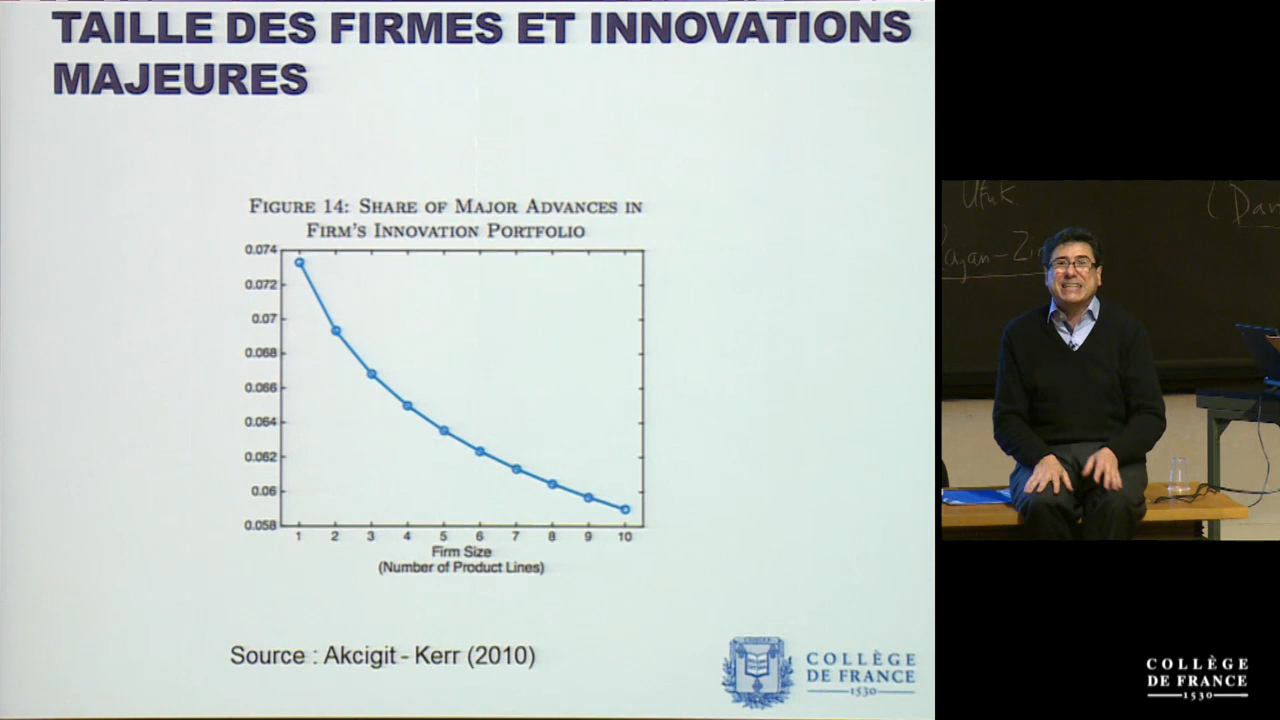 TAILLE DES FIRMES ET INNOVATIONS
MAJEURES
FIGURE 14: SHARE OF MAJOR ADVANCES IN
FIRM'S INNOVATION PORTFOLIO
0.074
0.072
0.07
0.068
0.066
0.064
0.062
0.06
0.058
1 2 3 4 5 6 7 8 9 10
Firm Size
(Number of Product Lines)
Source : Akcigit - Kerr (2010)
COLLÈGE
DE FRANCE
1530
Ufuk
(Dan
COLLÈGE
DE FRANCE
1530